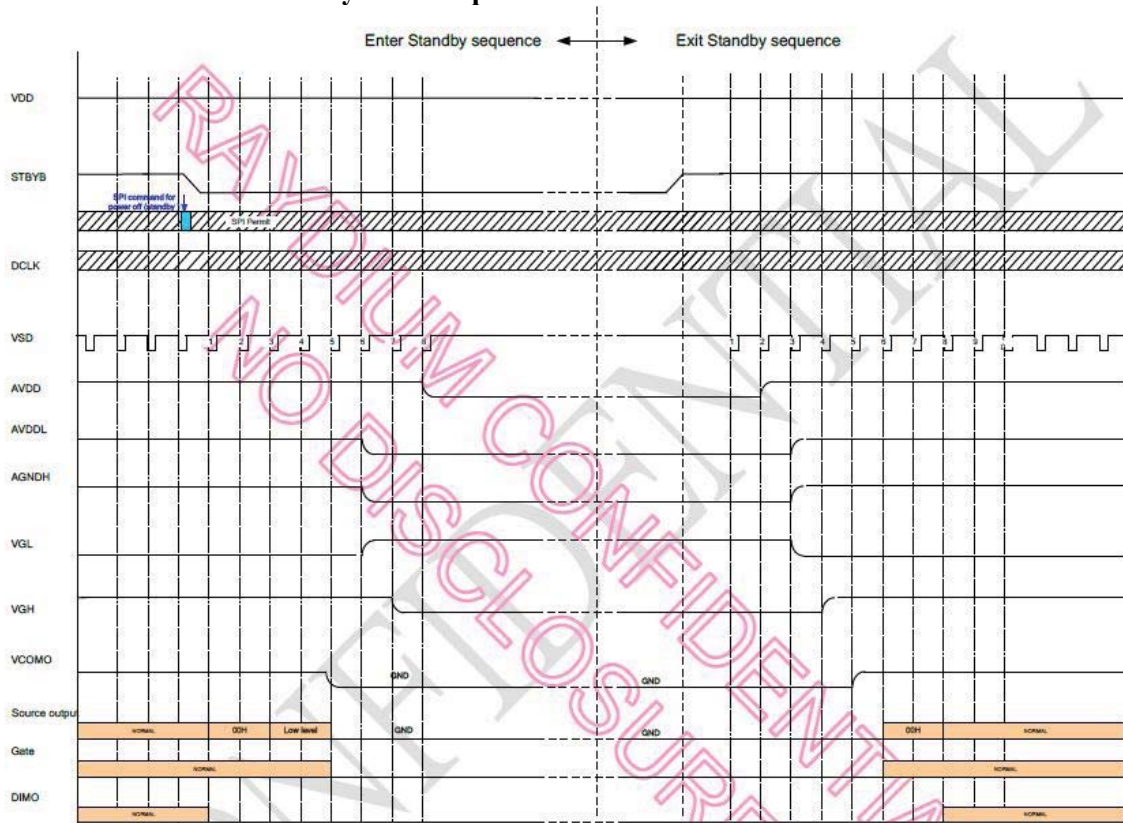 Enter Standby sequence
Exit Standby sequence
VDD
STBYB
SPI command for
power off (standby
SPI Permit
DCLK
VSD
1 2 3 4 5 6 7 8
1 2 3 4 5 6 7 8 9
AVDD
AVDDL
AGNDH
VGL
VGH
VCOMO
GND
GND
Source output
NORMAL
00H
Low level
GND
GND
00H
NORMAL
Gate
NORMAL
NORMAL
DIMO
NORMAL
NORMAL
RAYDIUM CONFIDENTIAL
NO DISCLOSURE
CONFIDENTIAL